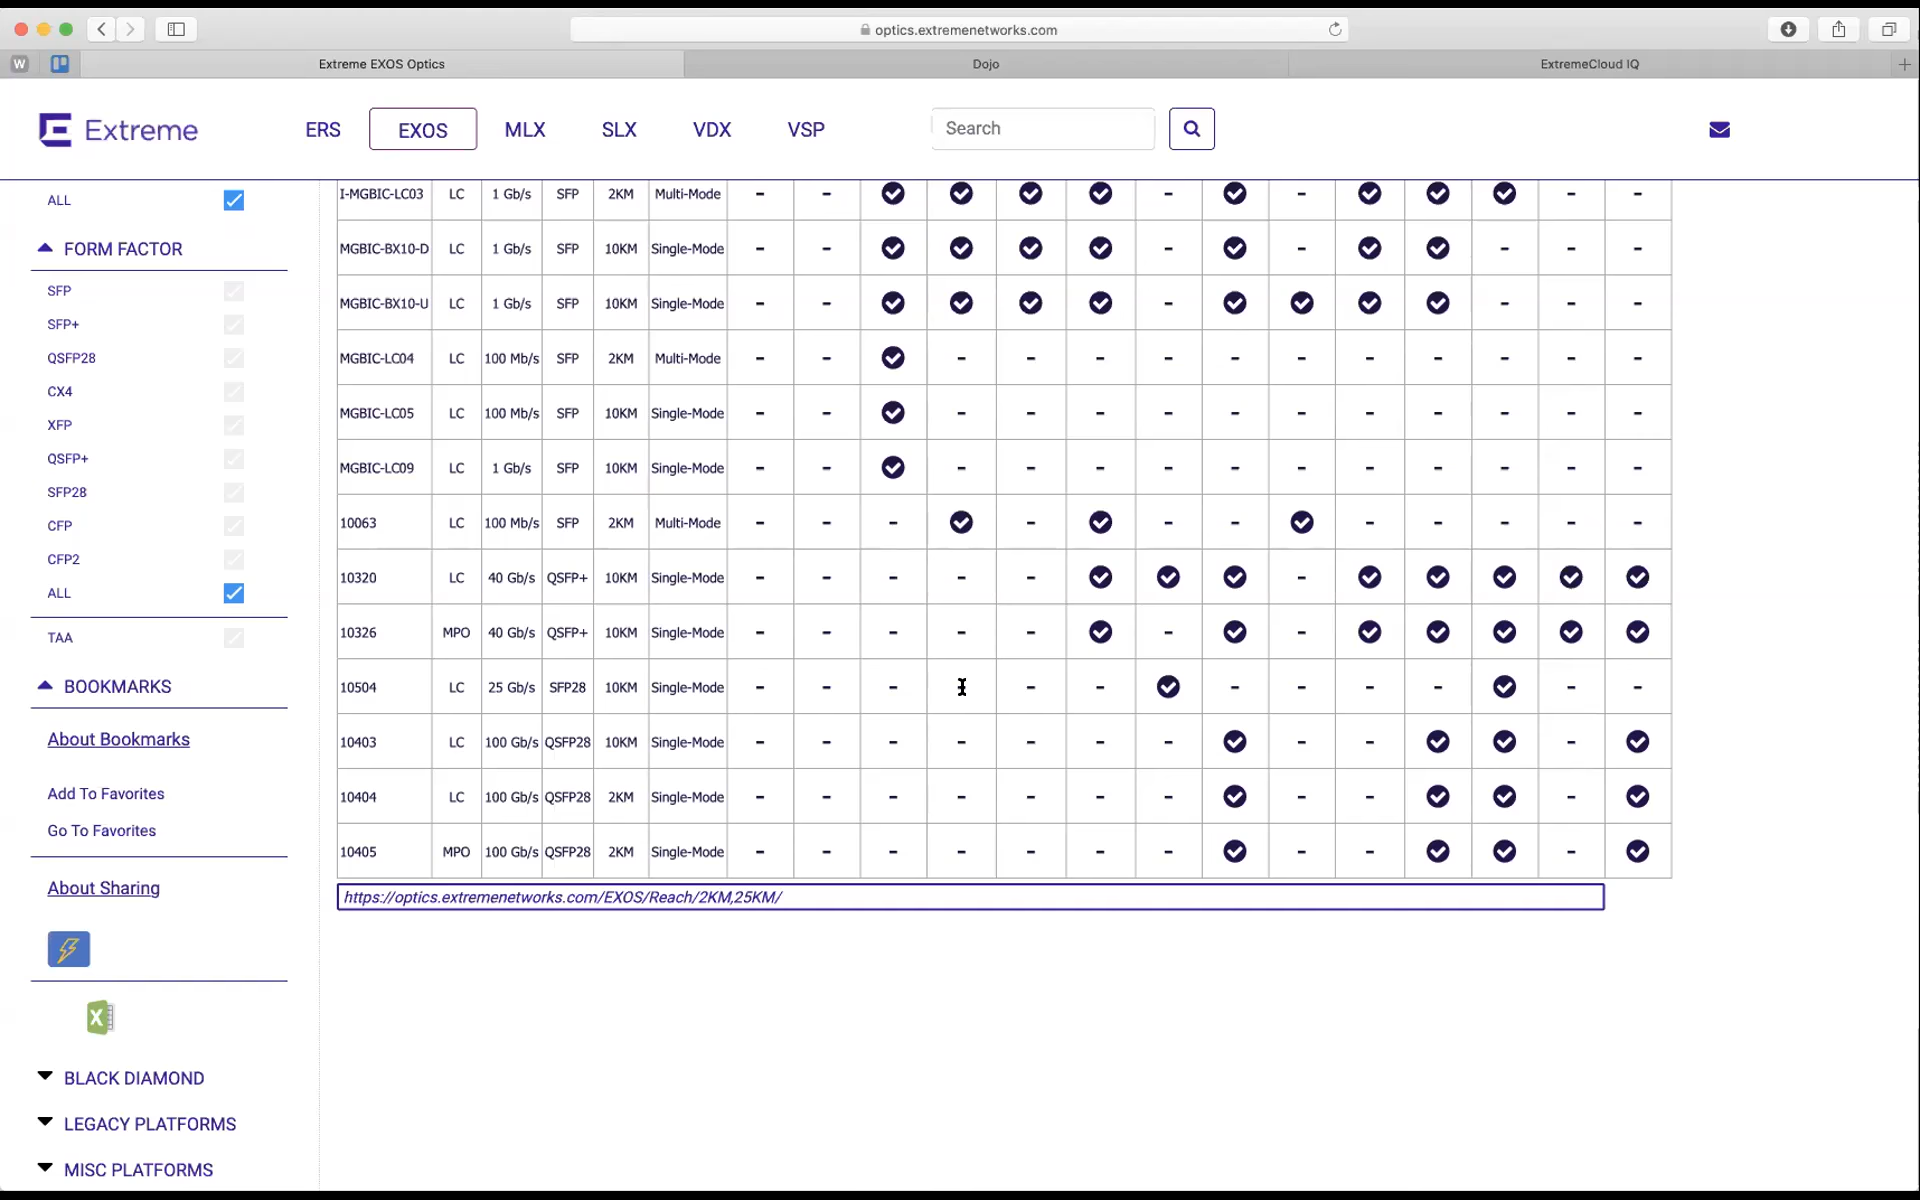 optics.extremenetworks.com
W
Extreme EXOS Optics
Dojo
ExtremeCloud IQ
Extreme
ERS
EXOS
MLX
SLX
VDX
VSP
Search
ALL
FORM FACTOR
SFP
SFP+
QSFP28
CX4
XFP
QSFP+
SFP28
CFP
CFP2
ALL
TAA
BOOKMARKS
About Bookmarks
Add To Favorites
Go To Favorites
About Sharing
BLACK DIAMOND
LEGACY PLATFORMS
MISC PLATFORMS
I-MGBIC-LC03 LC 1 Gb/s SFP 2KM Multi-Mode - - - - - -
MGBIC-BX10-D LC 1 Gb/s SFP 10KM Single-Mode - - - - - - -
MGBIC-BX10-U LC 1 Gb/s SFP 10KM Single-Mode - - - - - -
MGBIC-LC04 LC 100 Mb/s SFP 2KM Multi-Mode - - - - - - - - - - - - -
MGBIC-LC05 LC 100 Mb/s SFP 10KM Single-Mode - - - - - - - - - - - - -
MGBIC-LC09 LC 1 Gb/s SFP 10KM Single-Mode - - - - - - - - - - - - -
10063 LC 100 Mb/s SFP 2KM Multi-Mode - - - - - - - - - - -
10320 LC 40 Gb/s QSFP+ 10KM Single-Mode - - - - - -
10326 MPO 40 Gb/s QSFP+ 10KM Single-Mode - - - - - - -
10504 LC 25 Gb/s SFP28 10KM Single-Mode - - - - - - - - - - - -
10403 LC 100 Gb/s QSFP28 10KM Single-Mode - - - - - - - - - -
10404 LC 100 Gb/s QSFP28 2KM Single-Mode - - - - - - - - - -
10405 MPO 100 Gb/s QSFP28 2KM Single-Mode - - - - - - - - - -
https://optics.extremenetworks.com/EXOS/Reach/2KM,25KM/